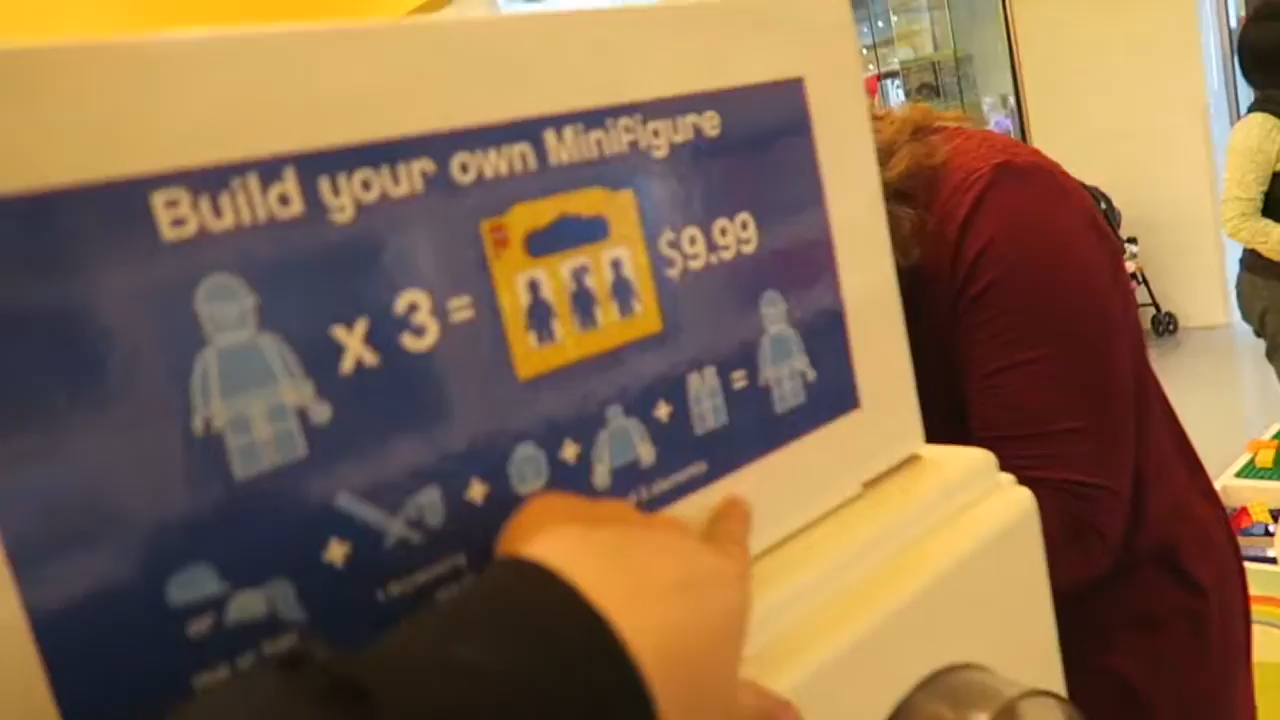 Build your own Minifigure
x 3 =
$9.99
+ + + + =